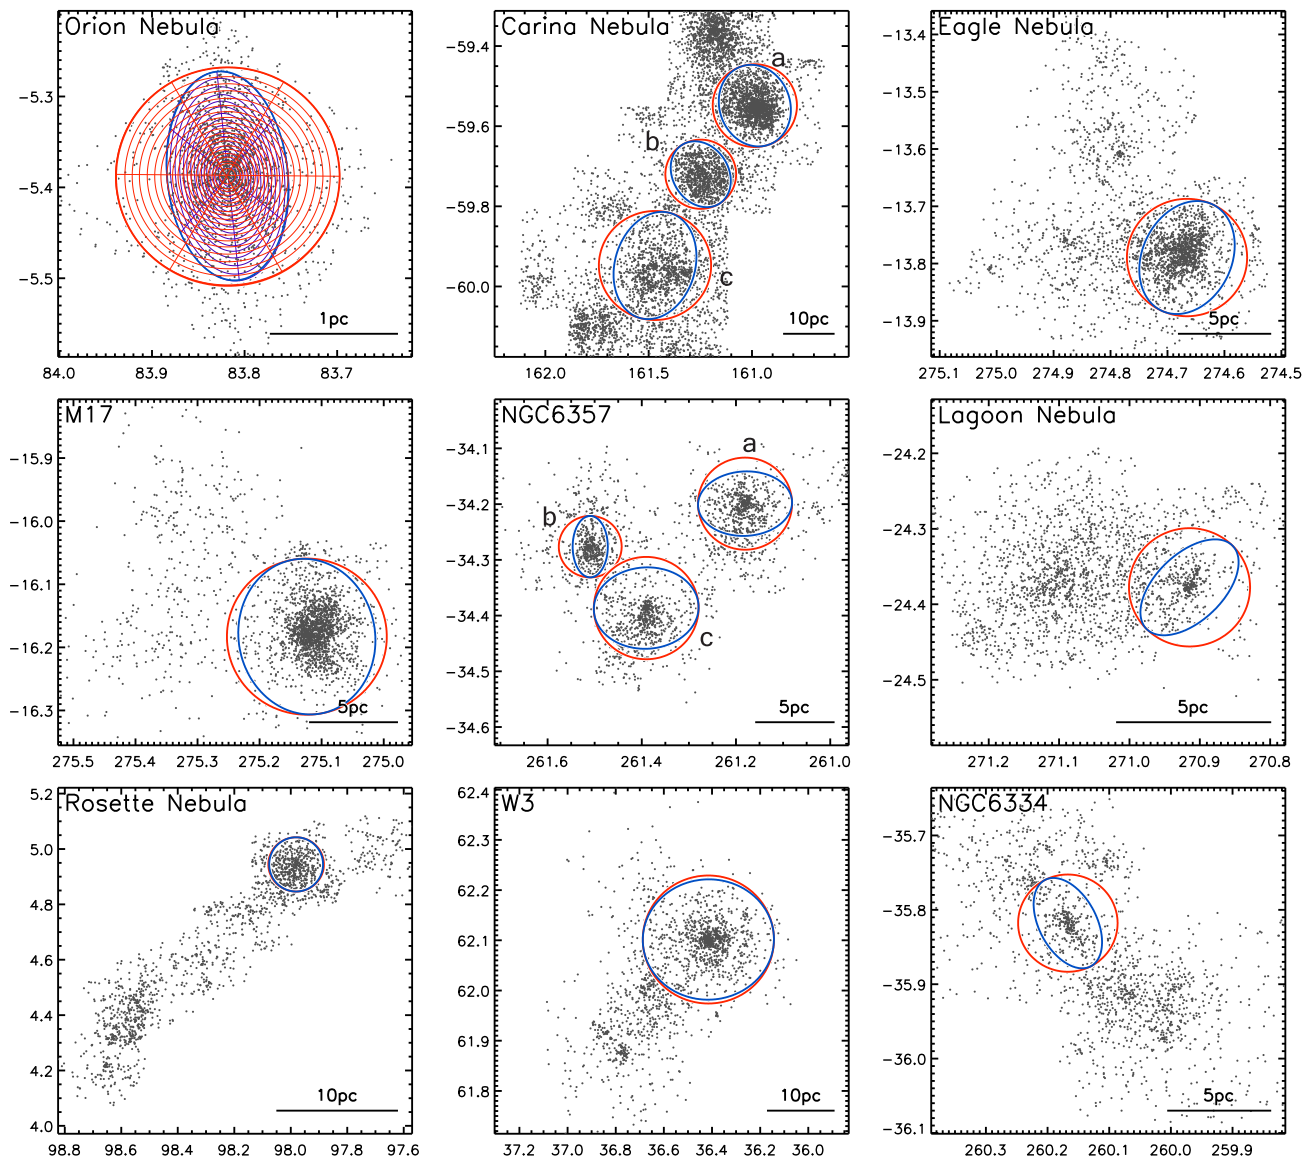 Orion Nebula
−5.3
−5.4
−5.5
1pc
84.0 83.9 83.8 83.7
Carina Nebula
a
b
c
−59.4
−59.6
−59.8
−60.0
10pc
162.0 161.5 161.0
Eagle Nebula
−13.4
−13.5
−13.6
−13.7
−13.8
−13.9
5pc
275.1 275.0 274.9 274.8 274.7 274.6 274.5
M17
−15.9
−16.0
−16.1
−16.2
−16.3
5pc
275.5 275.4 275.3 275.2 275.1 275.0
NGC6357
a
b
c
−34.1
−34.2
−34.3
−34.4
−34.5
−34.6
5pc
261.6 261.4 261.2 261.0
Lagoon Nebula
−24.2
−24.3
−24.4
−24.5
5pc
271.2 271.1 271.0 270.9 270.8
Rosette Nebula
5.2
5.0
4.8
4.6
4.4
4.2
4.0
10pc
98.8 98.6 98.4 98.2 98.0 97.8 97.6
W3
62.4
62.3
62.2
62.1
62.0
61.9
61.8
10pc
37.2 37.0 36.8 36.6 36.4 36.2 36.0
NGC6334
−35.7
−35.8
−35.9
−36.0
−36.1
5pc
260.3 260.2 260.1 260.0 259.9